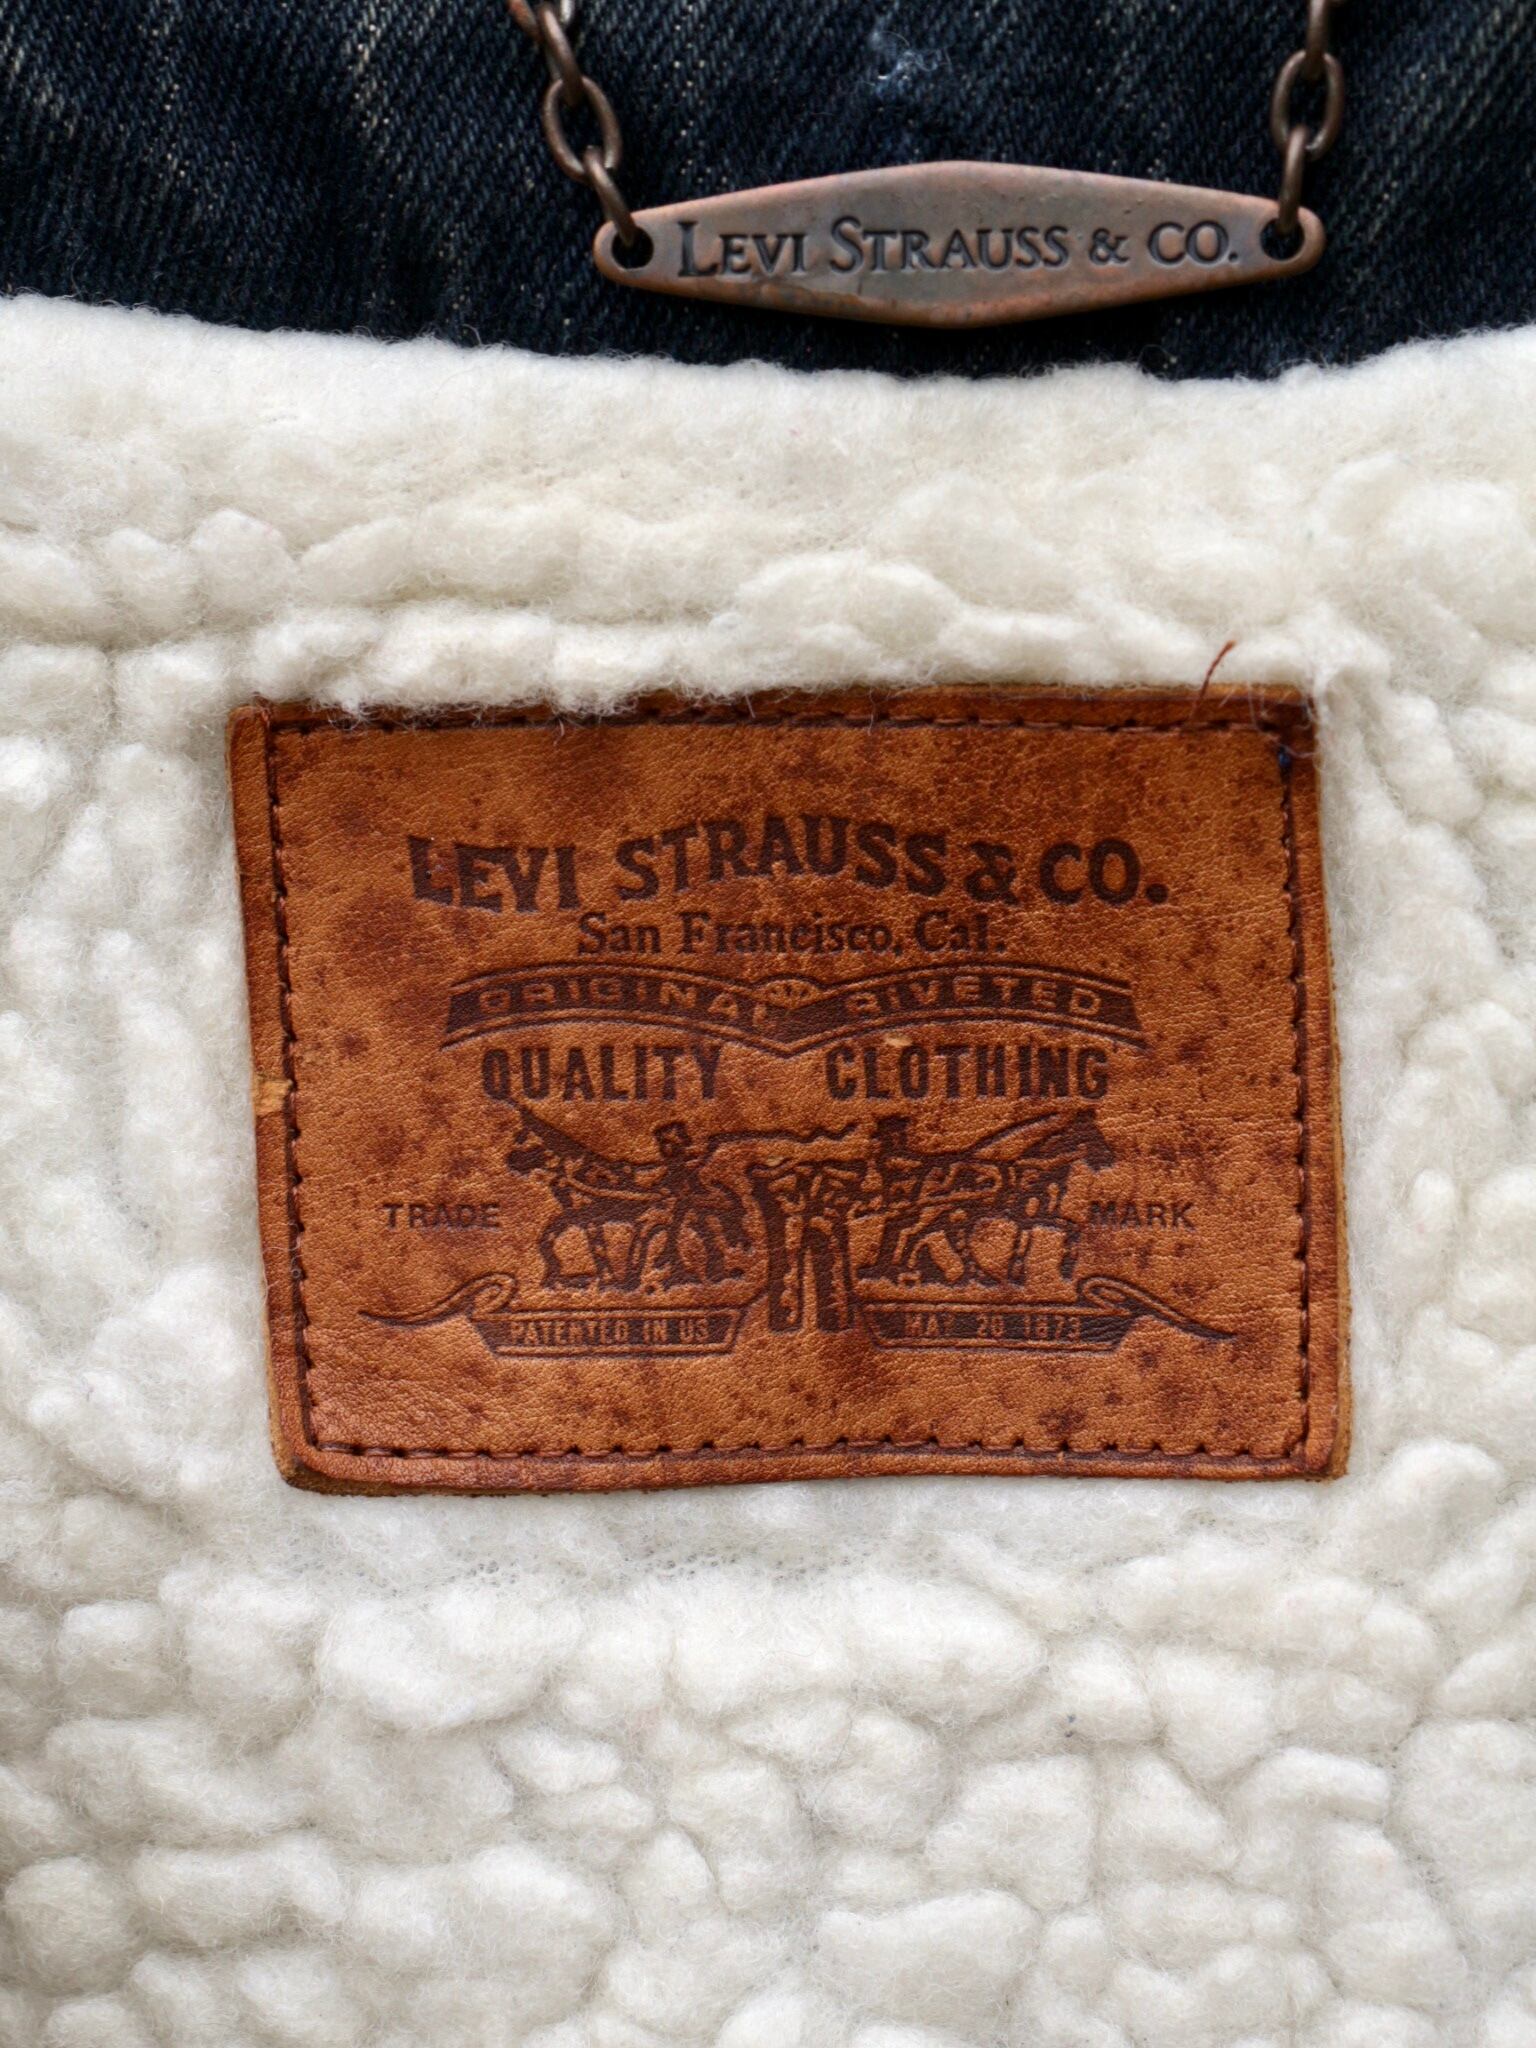 LEVI STRAUSS & CO.
LEVI STRAUSS & CO.
San Francisco, Cal.
ORIGINAL RIVETED
QUALITY CLOTHING
TRADE MARK
PATENTED IN US MAY 20 1873